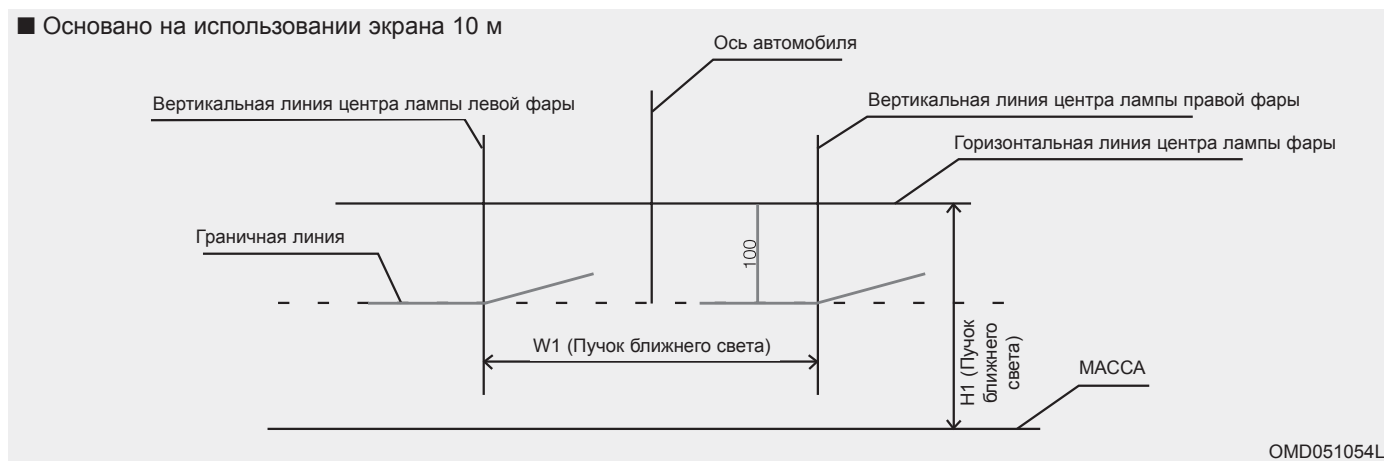 ■ Основано на использовании экрана 10 м
Ось автомобиля
Вертикальная линия центра лампы левой фары
Вертикальная линия центра лампы правой фары
Горизонтальная линия центра лампы фары
Граничная линия
100
W1 (Пучок ближнего света)
H1 (Пучок
ближнего
света)
МАССА
OMD051054L